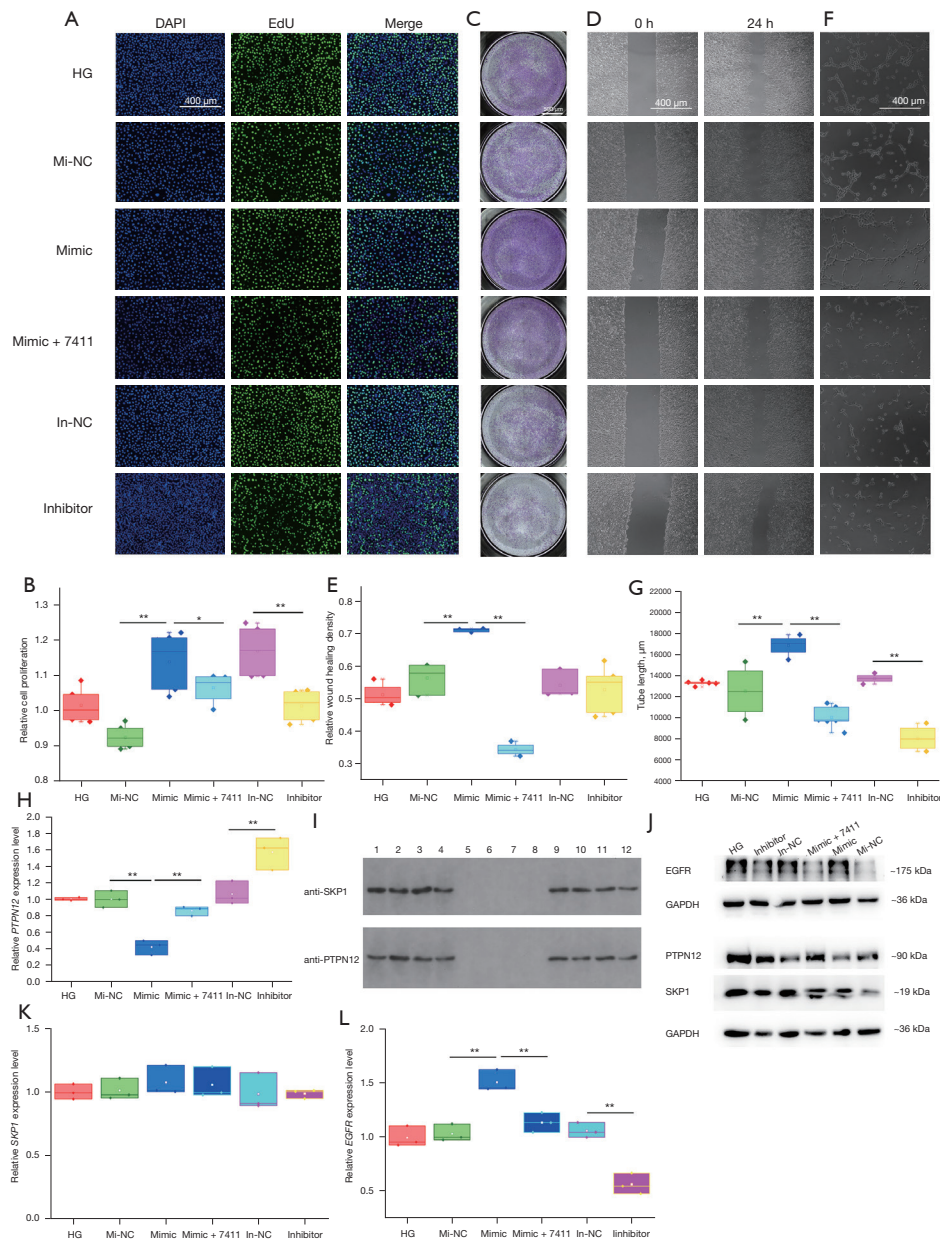 A
DAPI
EdU
Merge
C
D
0 h
24 h
F
HG
400 μm
400 μm
400 μm
Mi-NC
Mimic
Mimic + 7411
In-NC
Inhibitor
B
Relative cell proliferation
1.3
1.2
1.1
1.0
0.9
0.8
**
*
**
HG
Mi-NC
Mimic
Mimic + 7411
In-NC
Inhibitor
E
Relative wound healing density
0.8
0.7
0.6
0.5
0.4
0.3
**
**
HG
Mi-NC
Mimic
Mimic + 7411
In-NC
Inhibitor
G
Tube length, μm
22000
20000
18000
16000
14000
12000
10000
8000
6000
4000
**
**
**
HG
Mi-NC
Mimic
Mimic + 7411
In-NC
Inhibitor
H
Relative PTPN12 expression level
2.0
1.8
1.6
1.4
1.2
1.0
0.8
0.6
0.4
0.2
0.0
**
**
**
HG
Mi-NC
Mimic
Mimic + 7411
In-NC
Inhibitor
I
1 2 3 4 5 6 7 8 9 10 11 12
anti-SKP1
anti-PTPN12
J
HG
Inhibitor
In-NC
Mimic + 7411
Mimic
Mi-NC
EGFR
~175 kDa
GAPDH
~36 kDa
PTPN12
~90 kDa
SKP1
~19 kDa
GAPDH
~36 kDa
K
Relative SKP1 expression level
1.5
1.0
0.5
0.0
HG
Mi-NC
Mimic
Mimic + 7411
In-NC
Inhibitor
L
Relative EGFR expression level
2.0
1.5
1.0
0.5
**
**
**
HG
Mi-NC
Mimic
Mimic + 7411
In-NC
Iinhibitor